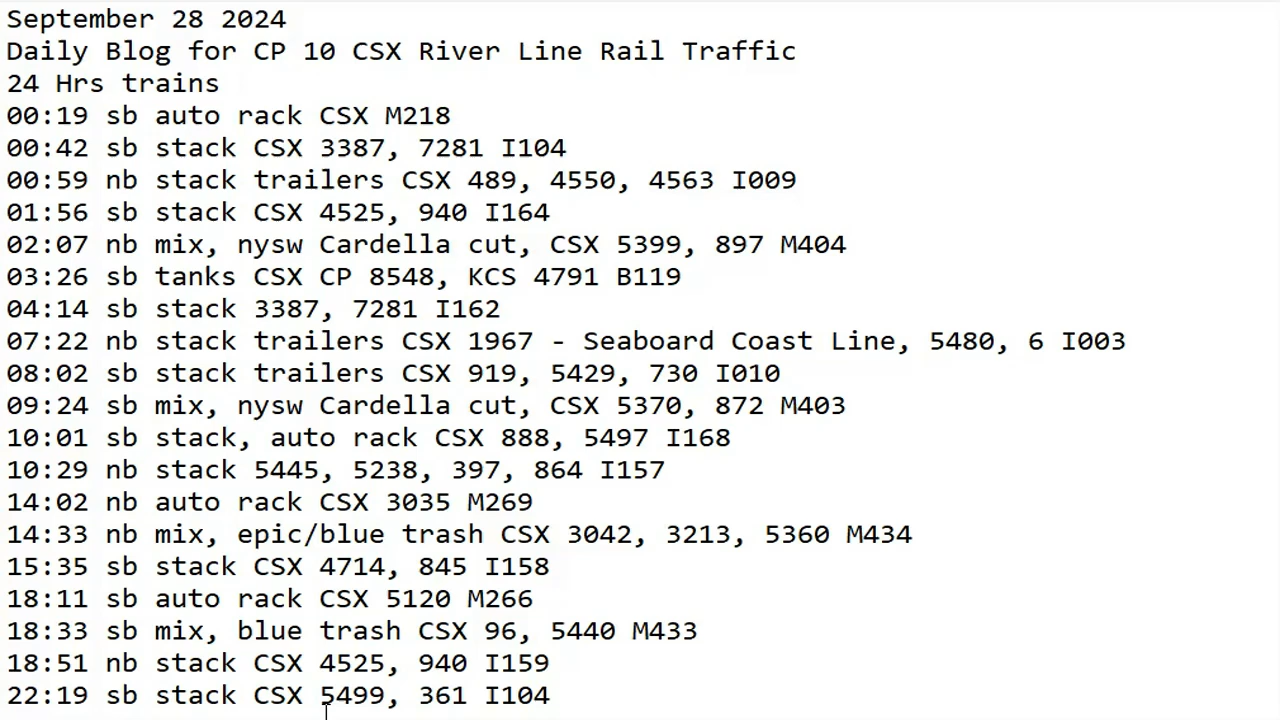 September 28 2024
Daily Blog for CP 10 CSX River Line Rail Traffic
24 Hrs trains
00:19 sb auto rack CSX M218
00:42 sb stack CSX 3387, 7281 I104
00:59 nb stack trailers CSX 489, 4550, 4563 I009
01:56 sb stack CSX 4525, 940 I164
02:07 nb mix, nysw Cardella cut, CSX 5399, 897 M404
03:26 sb tanks CSX CP 8548, KCS 4791 B119
04:14 sb stack 3387, 7281 I162
07:22 nb stack trailers CSX 1967 - Seaboard Coast Line, 5480, 6 I003
08:02 sb stack trailers CSX 919, 5429, 730 I010
09:24 sb mix, nysw Cardella cut, CSX 5370, 872 M403
10:01 sb stack, auto rack CSX 888, 5497 I168
10:29 nb stack 5445, 5238, 397, 864 I157
14:02 nb auto rack CSX 3035 M269
14:33 nb mix, epic/blue trash CSX 3042, 3213, 5360 M434
15:35 sb stack CSX 4714, 845 I158
18:11 sb auto rack CSX 5120 M266
18:33 sb mix, blue trash CSX 96, 5440 M433
18:51 nb stack CSX 4525, 940 I159
22:19 sb stack CSX 5499, 361 I104